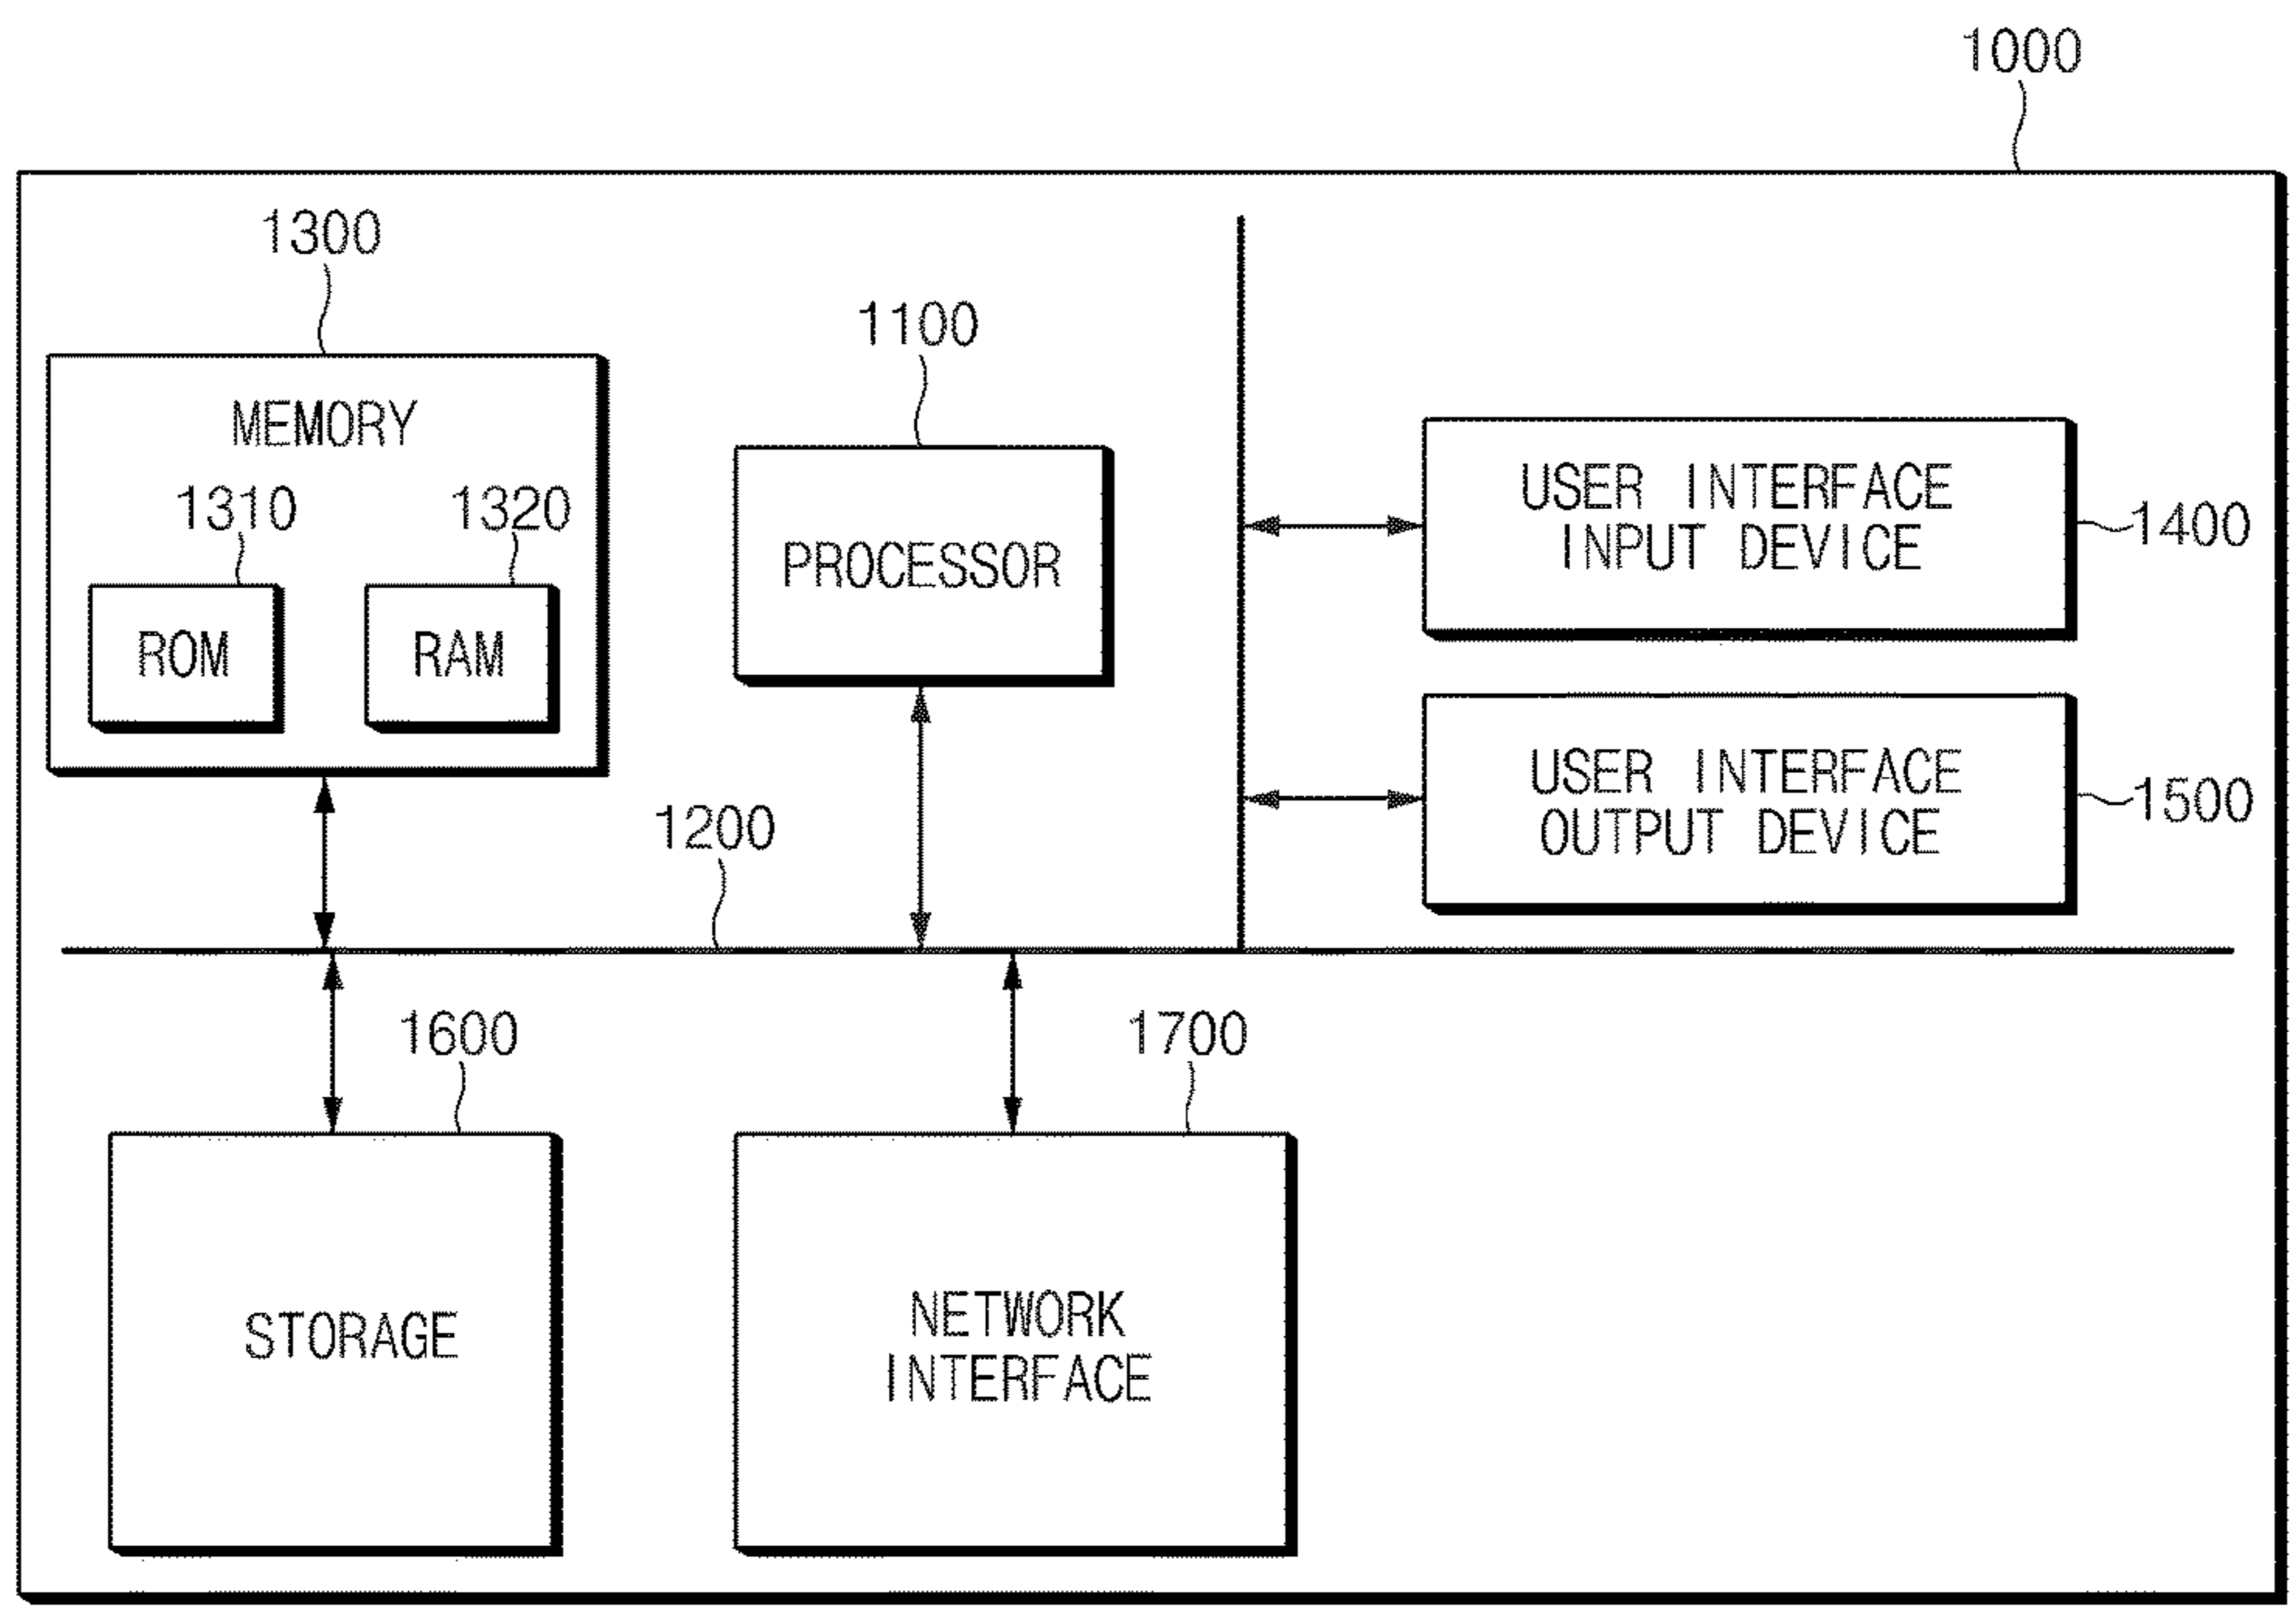 1000
1300
1100
MEMORY
1310
1320
ROM
RAM
PROCESSOR
USER INTERFACE
INPUT DEVICE
1400
USER INTERFACE
OUTPUT DEVICE
1500
1200
1600
1700
STORAGE
NETWORK
INTERFACE